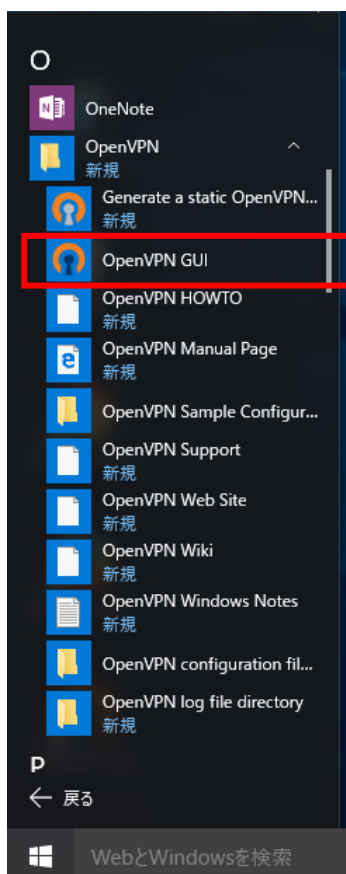 O
OneNote
OpenVPN
新規
Generate a static OpenVPN...
新規
OpenVPN GUI
OpenVPN HOWTO
新規
OpenVPN Manual Page
新規
OpenVPN Sample Configur...
OpenVPN Support
新規
OpenVPN Web Site
新規
OpenVPN Wiki
新規
OpenVPN Windows Notes
新規
OpenVPN configuration fil...
OpenVPN log file directory
新規
P
戻る
WebとWindowsを検索